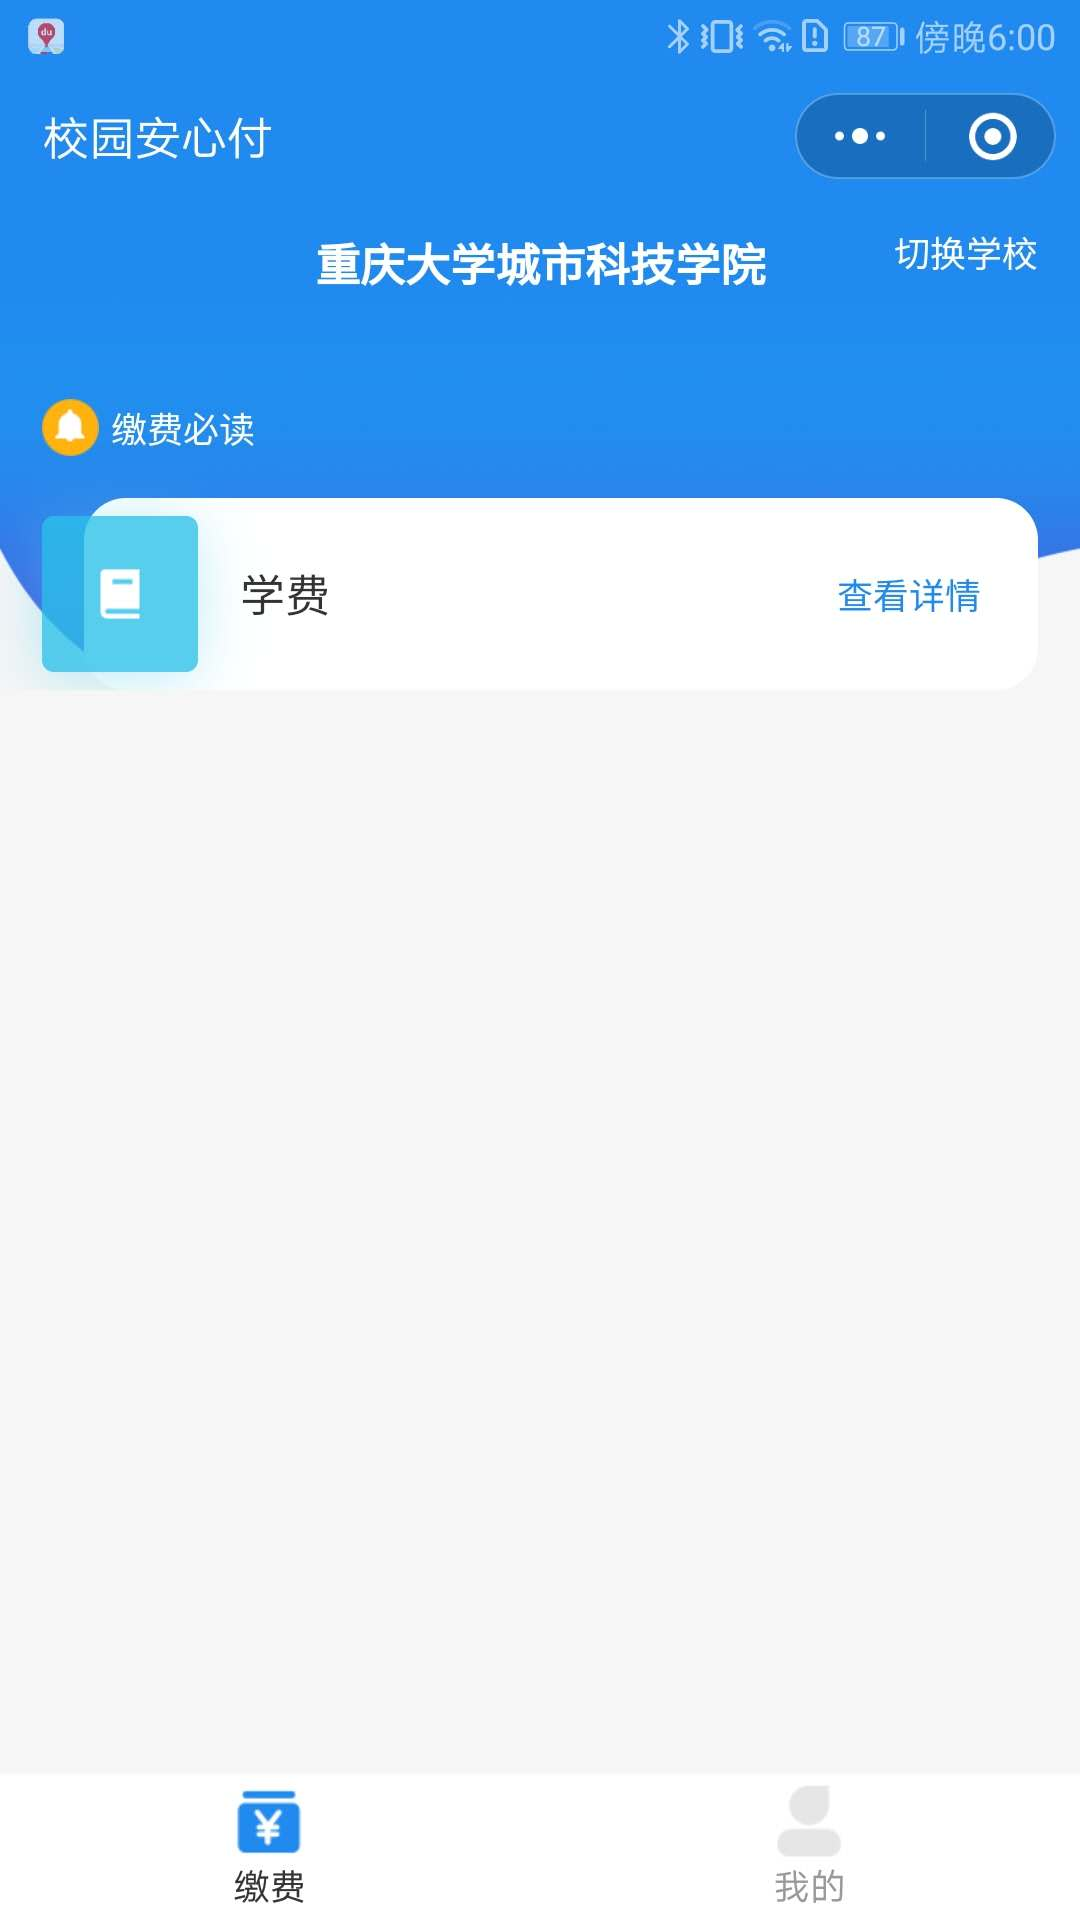 du
87 傍晚6:00
校园安心付
重庆大学城市科技学院
切换学校
缴费必读
学费
查看详情
¥
缴费
我的